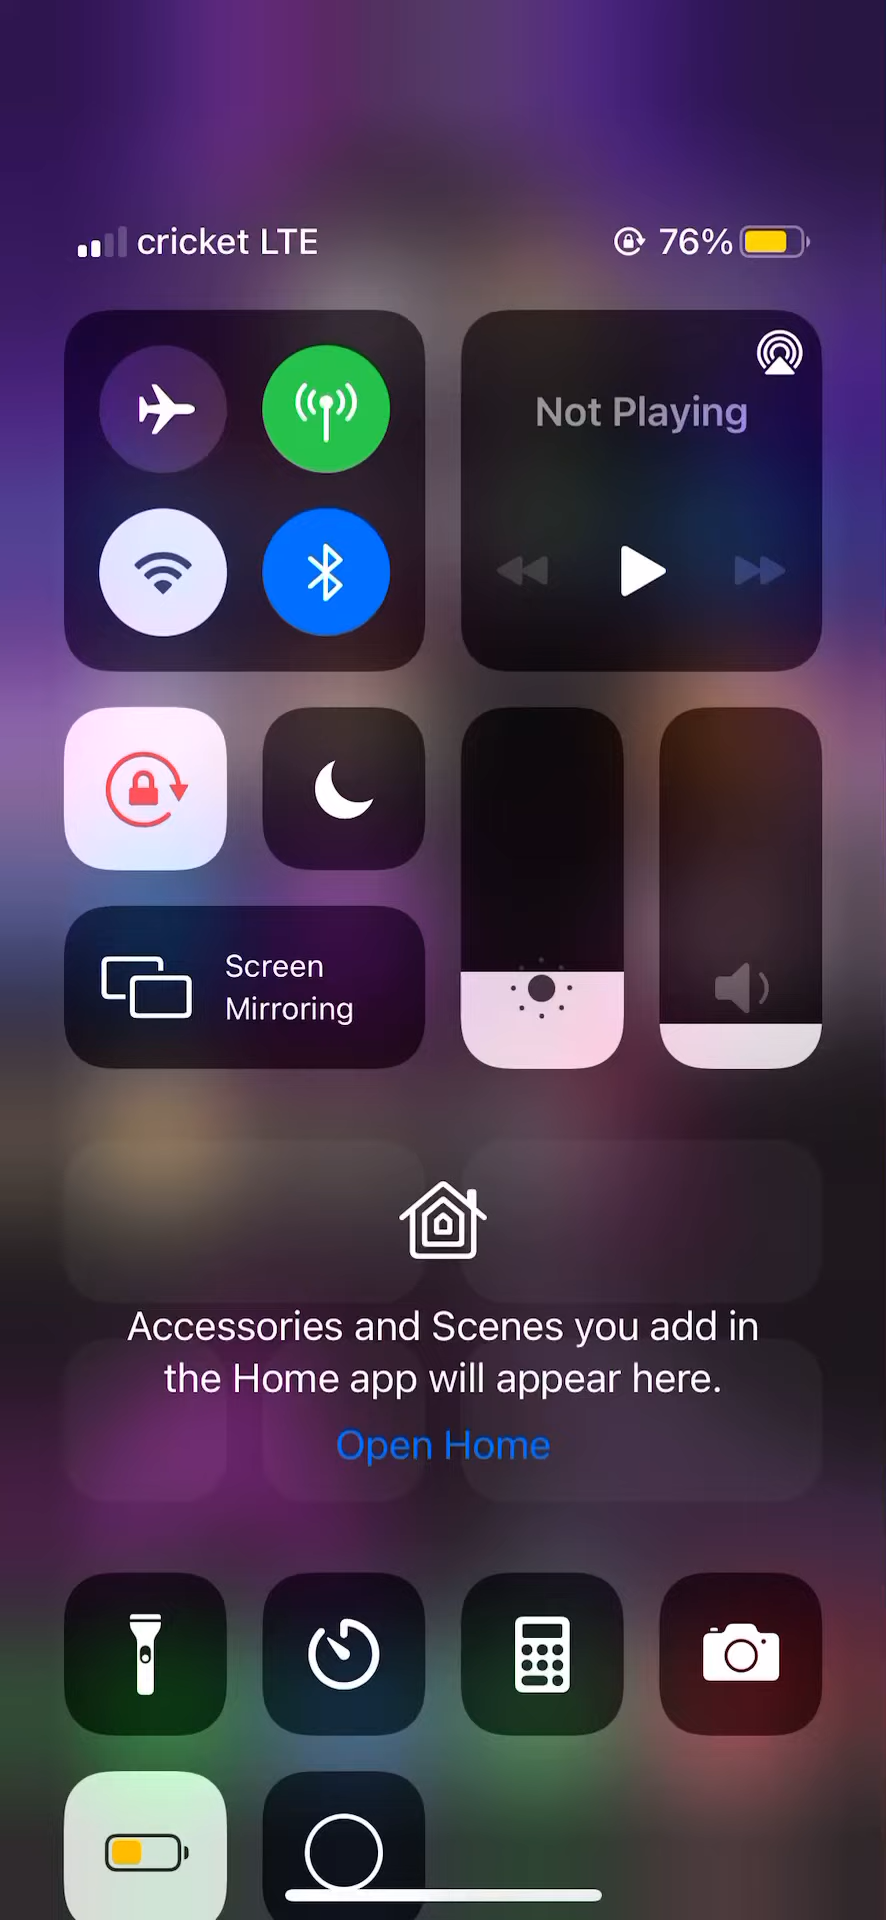 cricket LTE 76%
Not Playing
Screen
Mirroring
Accessories and Scenes you add in
the Home app will appear here.
Open Home